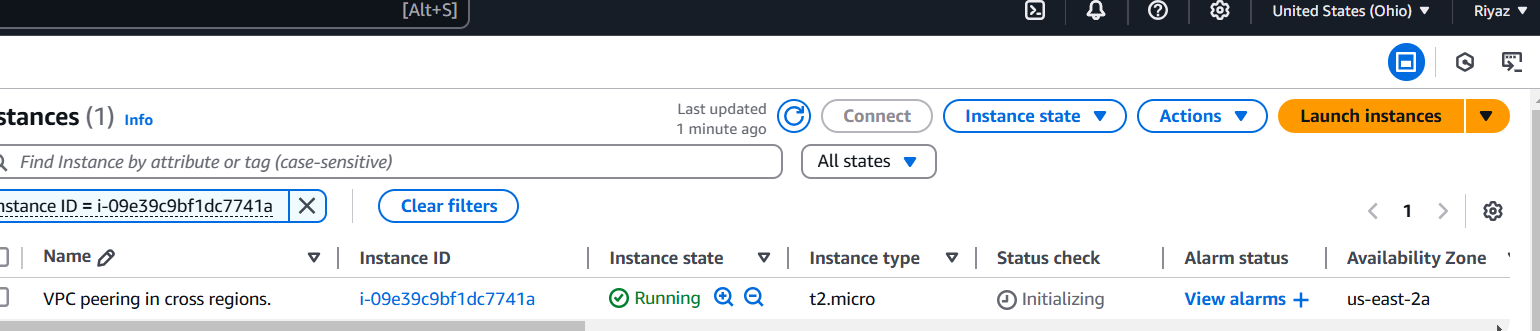 [Alt+S] United States (Ohio) Riyaz
stances (1) Info
Last updated
1 minute ago
Connect Instance state Actions Launch instances
Find Instance by attribute or tag (case-sensitive) All states
nstance ID = i-09e39c9bf1dc7741a Clear filters
1
Name Instance ID Instance state Instance type Status check Alarm status Availability Zone
VPC peering in cross regions. i-09e39c9bf1dc7741a Running t2.micro Initializing View alarms + us-east-2a